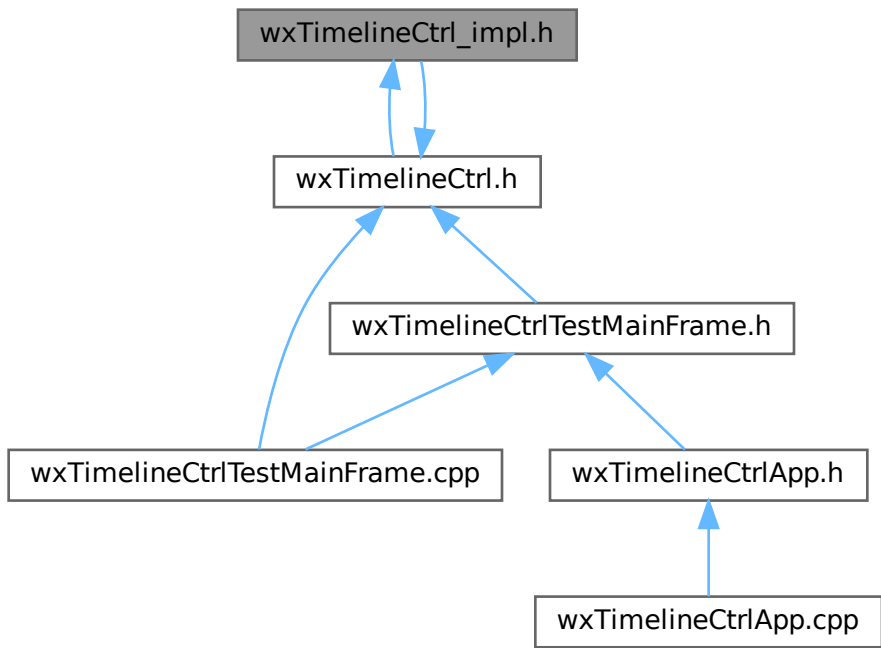 wxTimelineCtrl_impl.h
wxTimelineCtrl.h
wxTimelineCtrlTestMainFrame.h
wxTimelineCtrlTestMainFrame.cpp
wxTimelineCtrlApp.h
wxTimelineCtrlApp.cpp